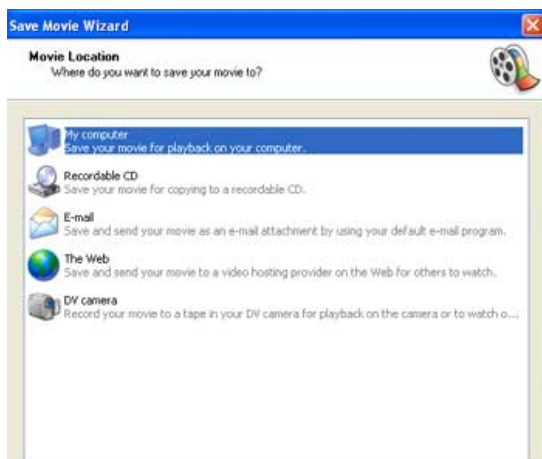 Save Movie Wizard
Movie Location
Where do you want to save your movie to?
My computer
Save your movie for playback on your computer.
Recordable CD
Save your movie for copying to a recordable CD.
E-mail
Save and send your movie as an e-mail attachment by using your default e-mail program.
The Web
Save and send your movie to a video hosting provider on the Web for others to watch.
DV camera
Record your movie to a tape in your DV camera for playback on the camera or to watch o...